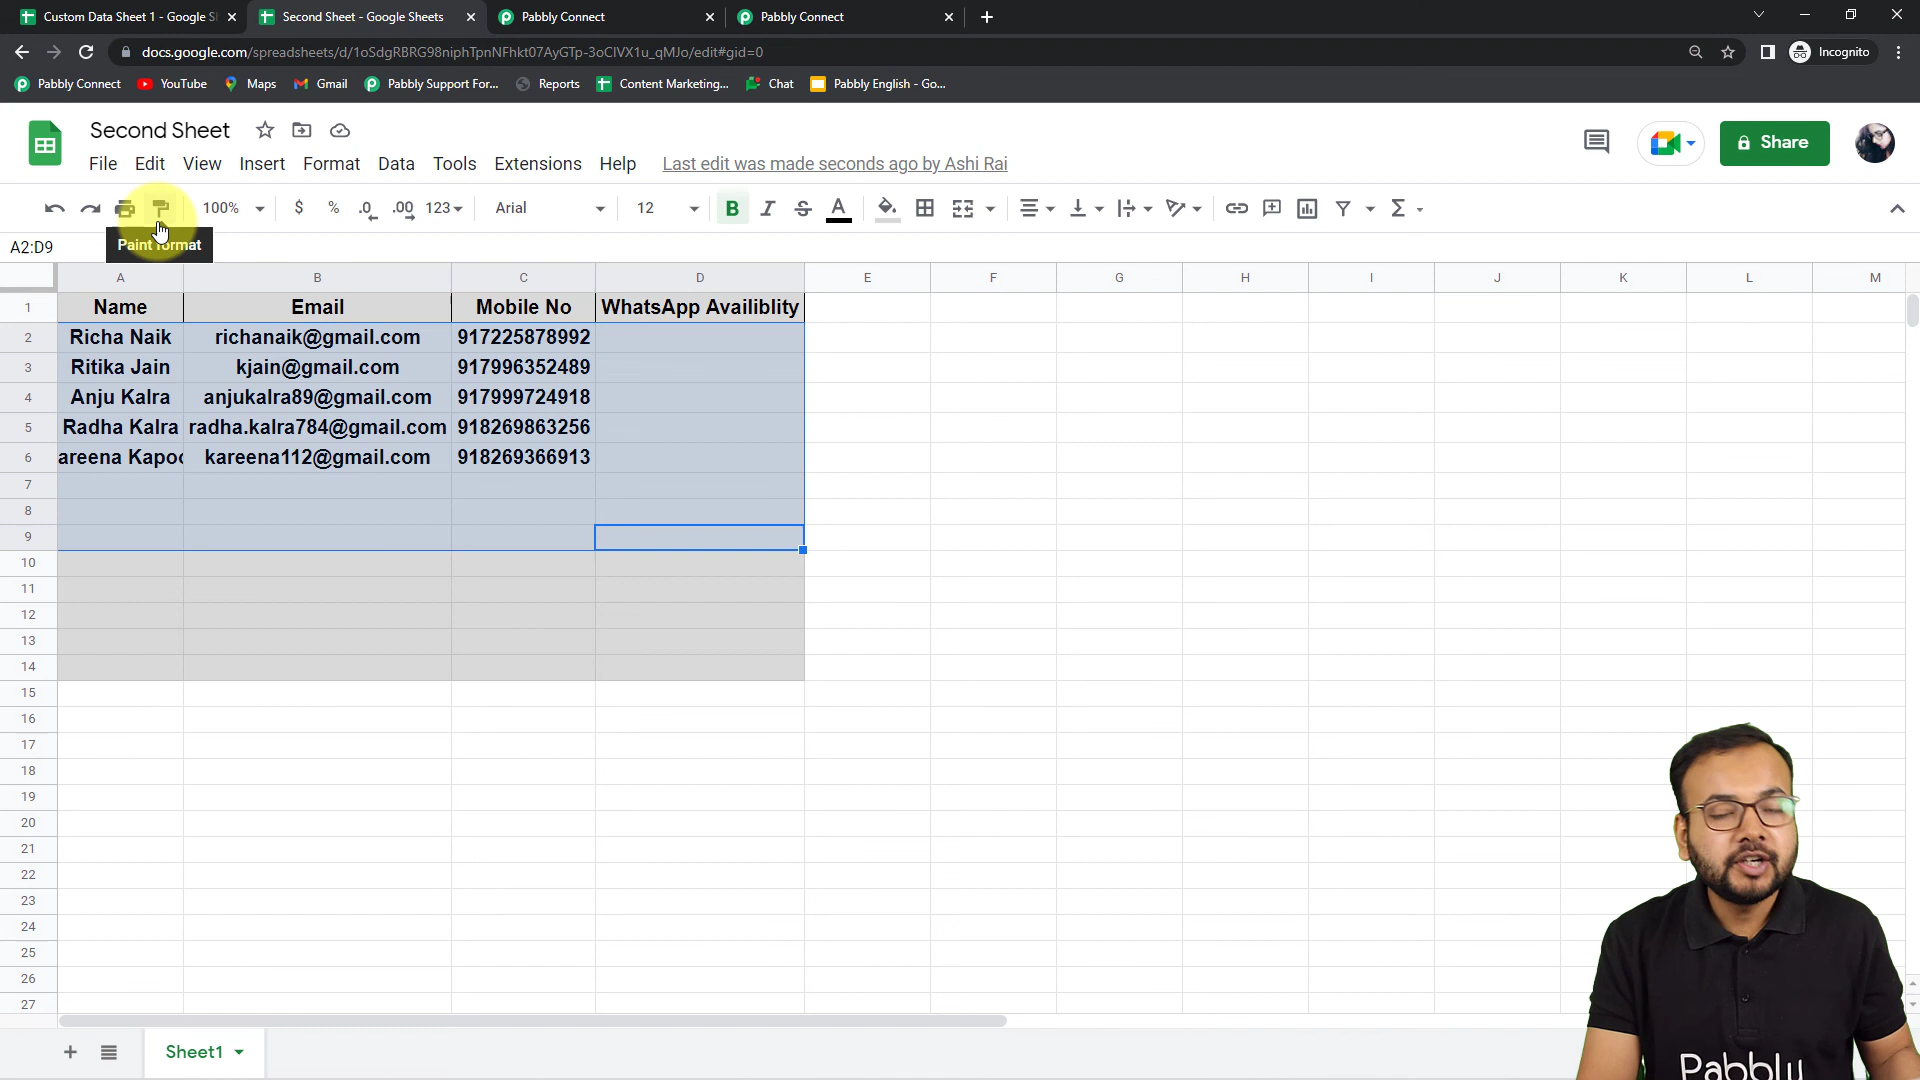 Custom Data Sheet 1 - Google S
Second Sheet - Google Sheets
Pabbly Connect
Pabbly Connect
docs.google.com/spreadsheets/d/1oSdgRBRG98niphTpnNFhkt07AyGTp-3oCIVX1u_qMJo/edit#gid=0
Incognito
Pabbly Connect
YouTube
Maps
Gmail
Pabbly Support For...
Reports
Content Marketing...
Chat
Pabbly English - Go...
Second Sheet
Share
File Edit View Insert Format Data Tools Extensions Help Last edit was made seconds ago by Ashi Rai
100% $ % .0 .00 123 Arial 12 B I S A Σ
A2:D9
Paint format
A B C D E F G H I J K L M
1 Name Email Mobile No WhatsApp Availiblity
2 Richa Naik richanaik@gmail.com 917225878992
3 Ritika Jain kjain@gmail.com 917996352489
4 Anju Kalra anjukalra89@gmail.com 917999724918
5 Radha Kalra radha.kalra784@gmail.com 918269863256
6 areena Kapoo kareena112@gmail.com 918269366913
7
8
9
10
11
12
13
14
15
16
17
18
19
20
21
22
23
24
25
26
27
Sheet1
Pabbly